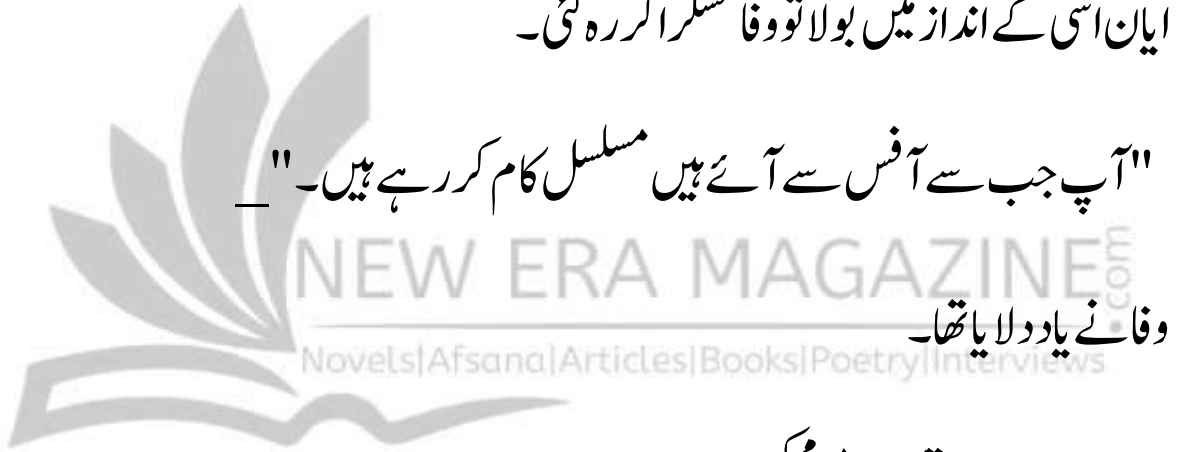 ایان اسی کے انداز میں بولا تو وفا مسکرا کر رہ گئی۔
"آپ جب سے آفس سے آئے ہیں مسلسل کام کر رہے ہیں۔"_
NEW ERA MAGAZINE.com
وفا نے یاد دلایا تھا۔
Novels|Afsana|Articles|Books|Poetry|Interviews